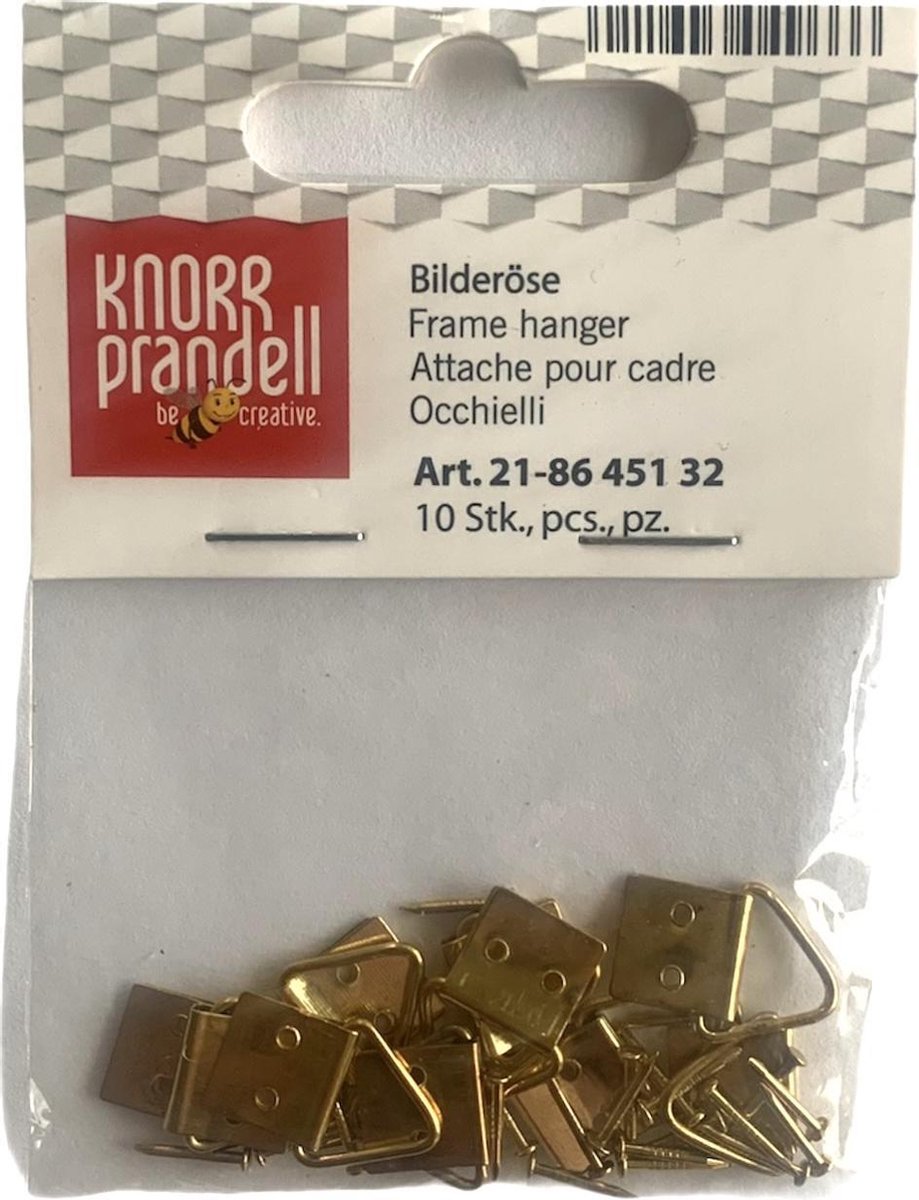 KNORR
prandell
be creative.
Bilderöse
Frame hanger
Attache pour cadre
Occhielli
Art. 21-86 451 32
10 Stk., pcs., pz.